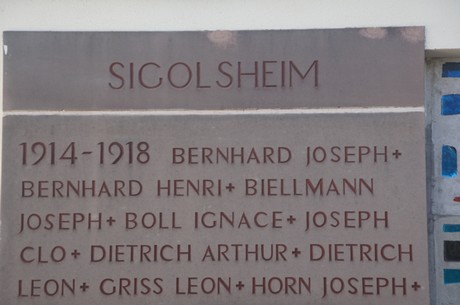 SIGOLSHEIM
1914-1918 BERNHARD JOSEPH+
BERNHARD HENRI+ BIELLMANN
JOSEPH+ BOLL IGNACE+ JOSEPH
CLO+ DIETRICH ARTHUR+ DIETRICH
LEON+ GRISS LEON+HORN JOSEPH+